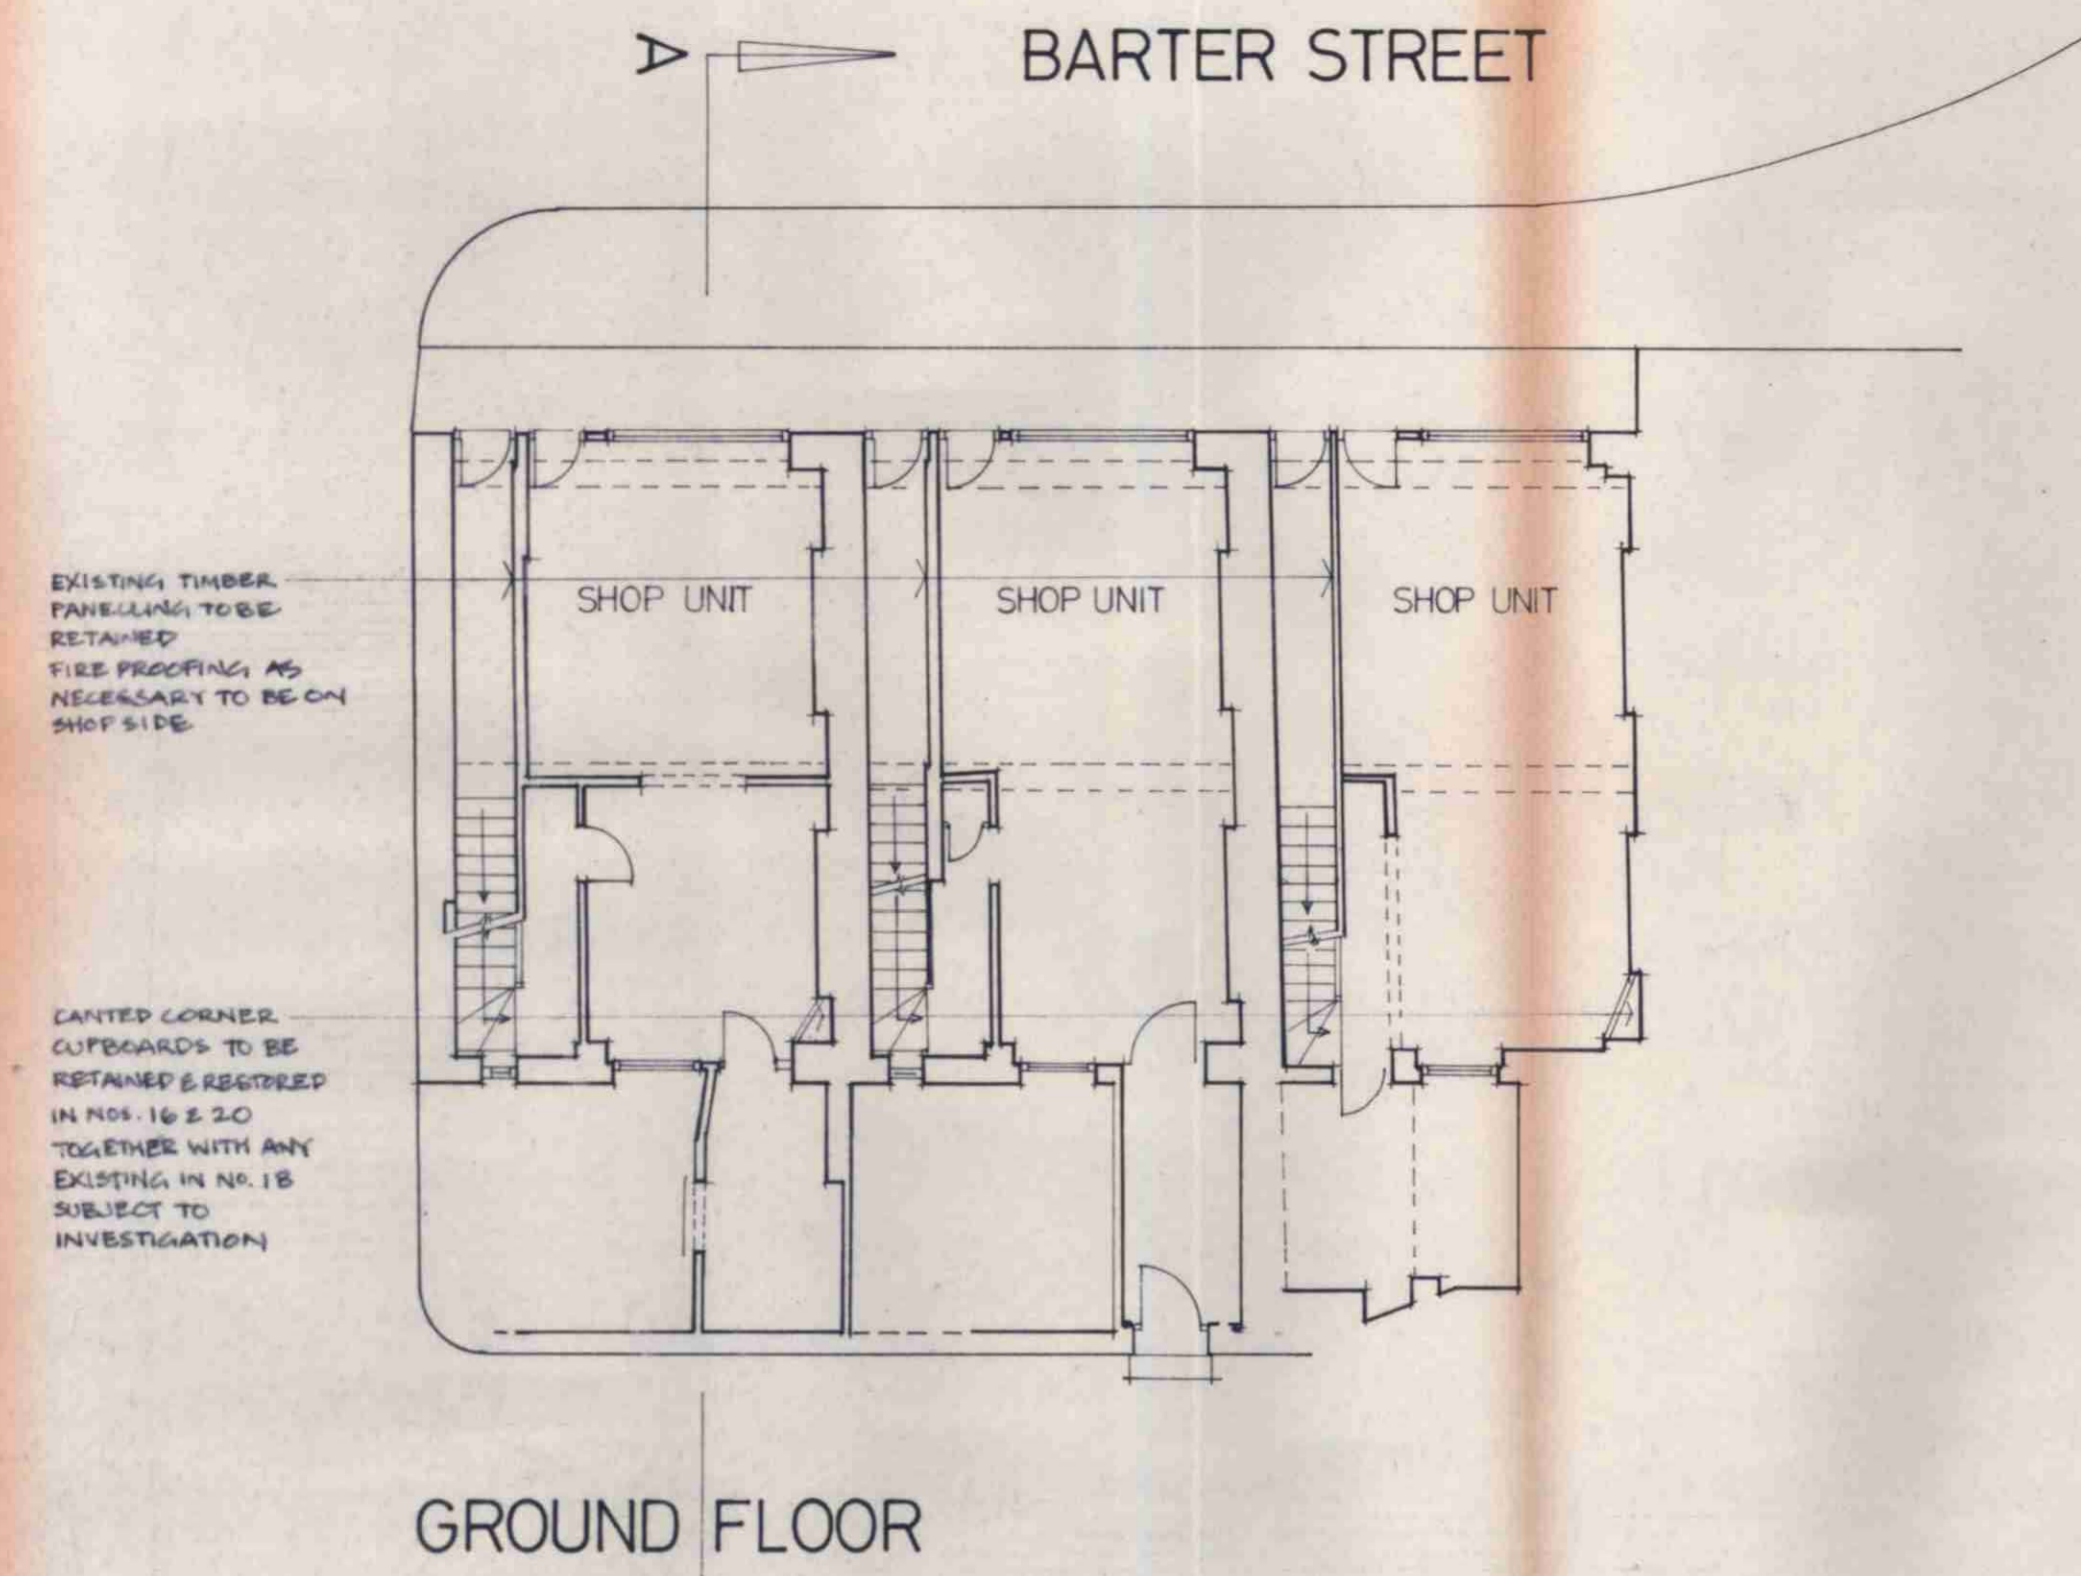 A
BARTER STREET
EXISTING TIMBER
PANELLING TO BE
RETAINED
FIRE PROOFING AS
NECESSARY TO BE ON
SHOP SIDE
SHOP UNIT
SHOP UNIT
SHOP UNIT
CANTED CORNER
CUPBOARDS TO BE
RETAINED & RESTORED
IN NOS. 16 & 20
TOGETHER WITH ANY
EXISTING IN NO. 18
SUBJECT TO
INVESTIGATION
GROUND FLOOR